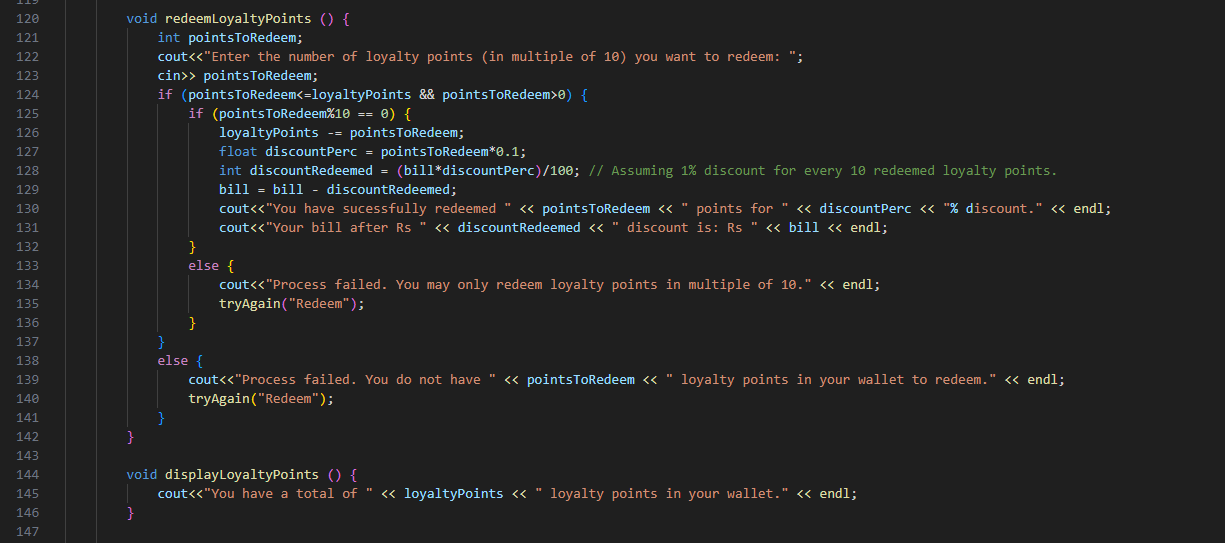 119
120 void redeemLoyaltyPoints () {
121 int pointsToRedeem;
122 cout<<"Enter the number of loyalty points (in multiple of 10) you want to redeem: ";
123 cin>> pointsToRedeem;
124 if (pointsToRedeem<=loyaltyPoints && pointsToRedeem>0) {
125 if (pointsToRedeem%10 == 0) {
126 loyaltyPoints -= pointsToRedeem;
127 float discountPerc = pointsToRedeem*0.1;
128 int discountRedeemed = (bill*discountPerc)/100; // Assuming 1% discount for every 10 redeemed loyalty points.
129 bill = bill - discountRedeemed;
130 cout<<"You have sucessfully redeemed " << pointsToRedeem << " points for " << discountPerc << "% discount." << endl;
131 cout<<"Your bill after Rs " << discountRedeemed << " discount is: Rs " << bill << endl;
132 }
133 else {
134 cout<<"Process failed. You may only redeem loyalty points in multiple of 10." << endl;
135 tryAgain("Redeem");
136 }
137 }
138 else {
139 cout<<"Process failed. You do not have " << pointsToRedeem << " loyalty points in your wallet to redeem." << endl;
140 tryAgain("Redeem");
141 }
142 }
143
144 void displayLoyaltyPoints () {
145 cout<<"You have a total of " << loyaltyPoints << " loyalty points in your wallet." << endl;
146 }
147